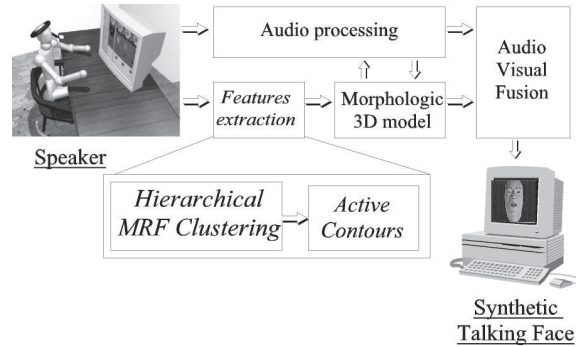 Audio processing
Audio
Visual
Fusion
Features
extraction
Morphologic
3D model
Speaker
Hierarchical
MRF Clustering
Active
Contours
Synthetic
Talking Face